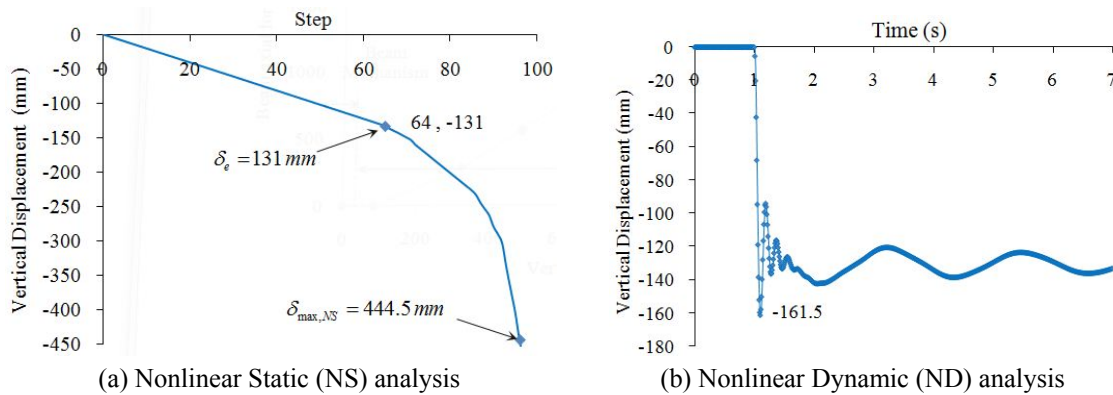 Step
0
-50
-100
-150
-200
-250
-300
-350
-400
-450
0 20 40 60 80 100
Vertical Displacement (mm)
64 , -131
δe = 131 mm
δmax,NS = 444.5 mm
(a) Nonlinear Static (NS) analysis
Time (s)
0
-20
-40
-60
-80
-100
-120
-140
-160
-180
0 1 2 3 4 5 6 7
Vertical Displacement (mm)
-161.5
(b) Nonlinear Dynamic (ND) analysis